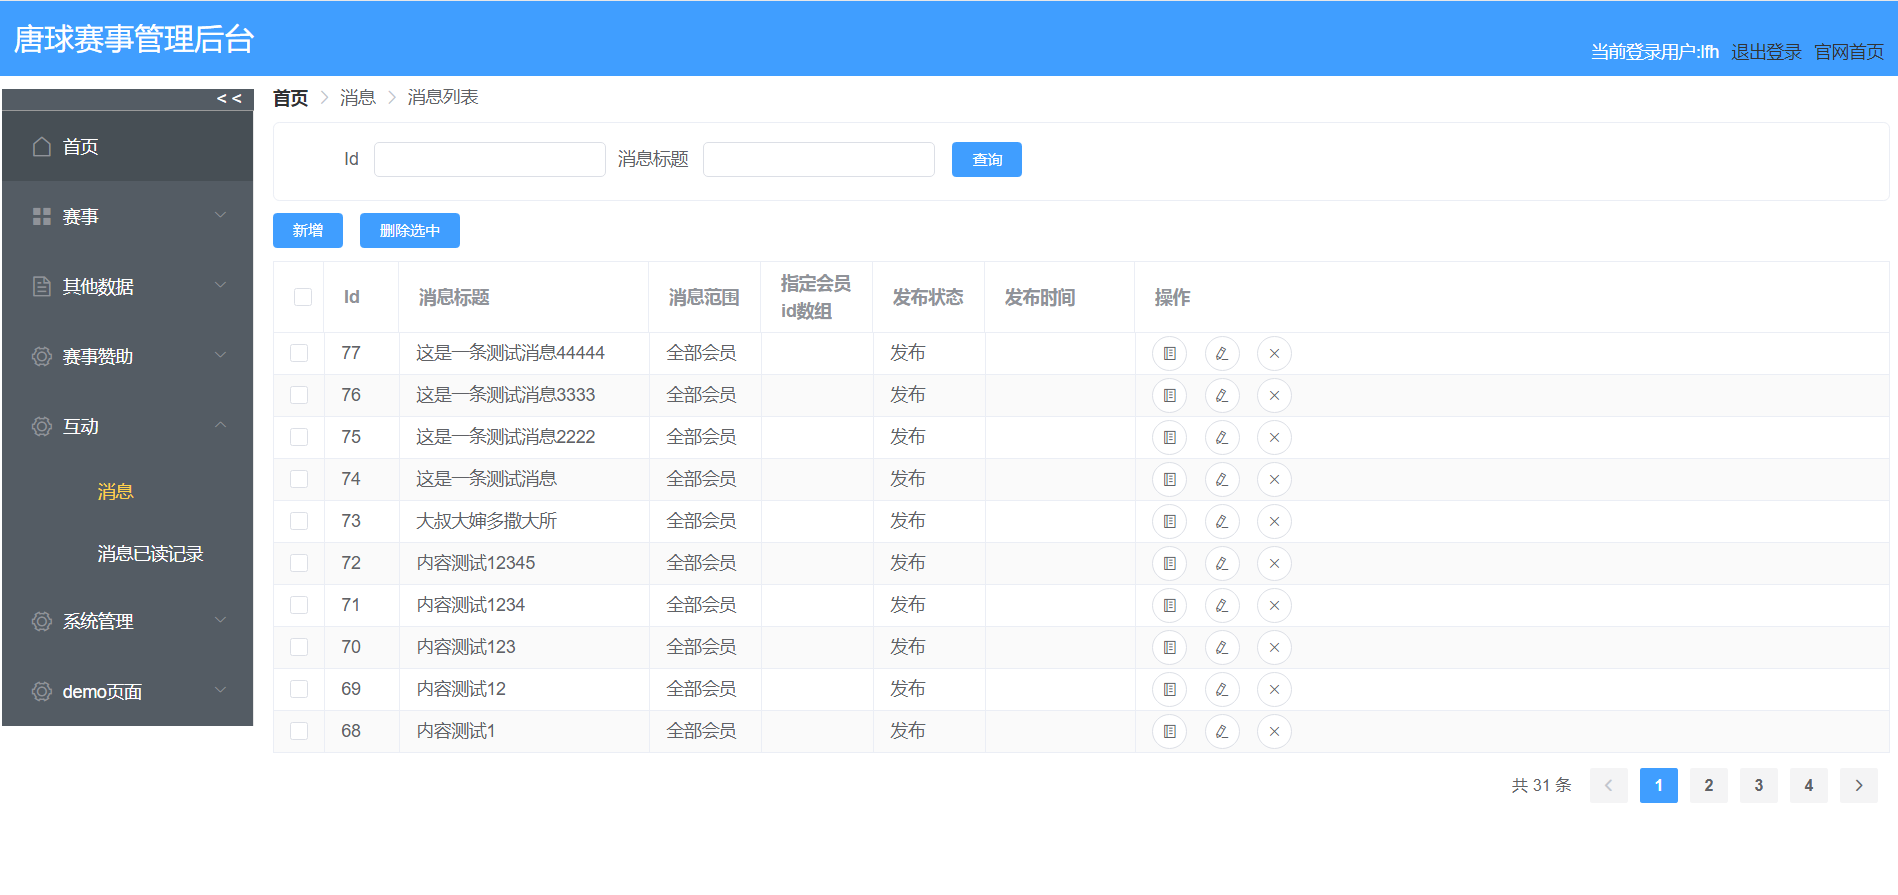 唐球赛事管理后台
当前登录用户:lfh 退出登录 官网首页
<<
首页
赛事
其他数据
赛事赞助
互动
消息
消息已读记录
系统管理
demo页面
首页 > 消息 > 消息列表
Id 消息标题 查询
新增 删除选中
Id 消息标题 消息范围 指定会员id数组 发布状态 发布时间 操作
77 这是一条测试消息44444 全部会员 发布
76 这是一条测试消息3333 全部会员 发布
75 这是一条测试消息2222 全部会员 发布
74 这是一条测试消息 全部会员 发布
73 大叔大婶多撒大所 全部会员 发布
72 内容测试12345 全部会员 发布
71 内容测试1234 全部会员 发布
70 内容测试123 全部会员 发布
69 内容测试12 全部会员 发布
68 内容测试1 全部会员 发布
共 31 条 < 1 2 3 4 >